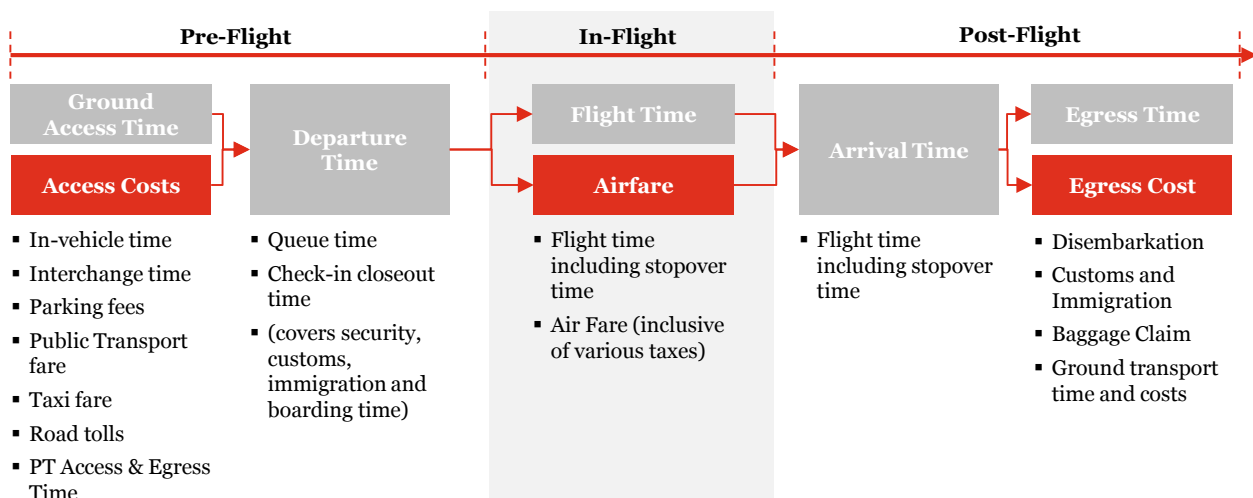 Pre-Flight
In-Flight
Post-Flight
Ground
Access Time
Access Costs
Departure
Time
Flight Time
Airfare
Arrival Time
Egress Time
Egress Cost
▪ In-vehicle time
▪ Interchange time
▪ Parking fees
▪ Public Transport
fare
▪ Taxi fare
▪ Road tolls
▪ PT Access & Egress
Time
▪ Queue time
▪ Check-in closeout
time
▪ (covers security,
customs,
immigration and
boarding time)
▪ Flight time
including stopover
time
▪ Air Fare (inclusive
of various taxes)
▪ Flight time
including stopover
time
▪ Disembarkation
▪ Customs and
Immigration
▪ Baggage Claim
▪ Ground transport
time and costs